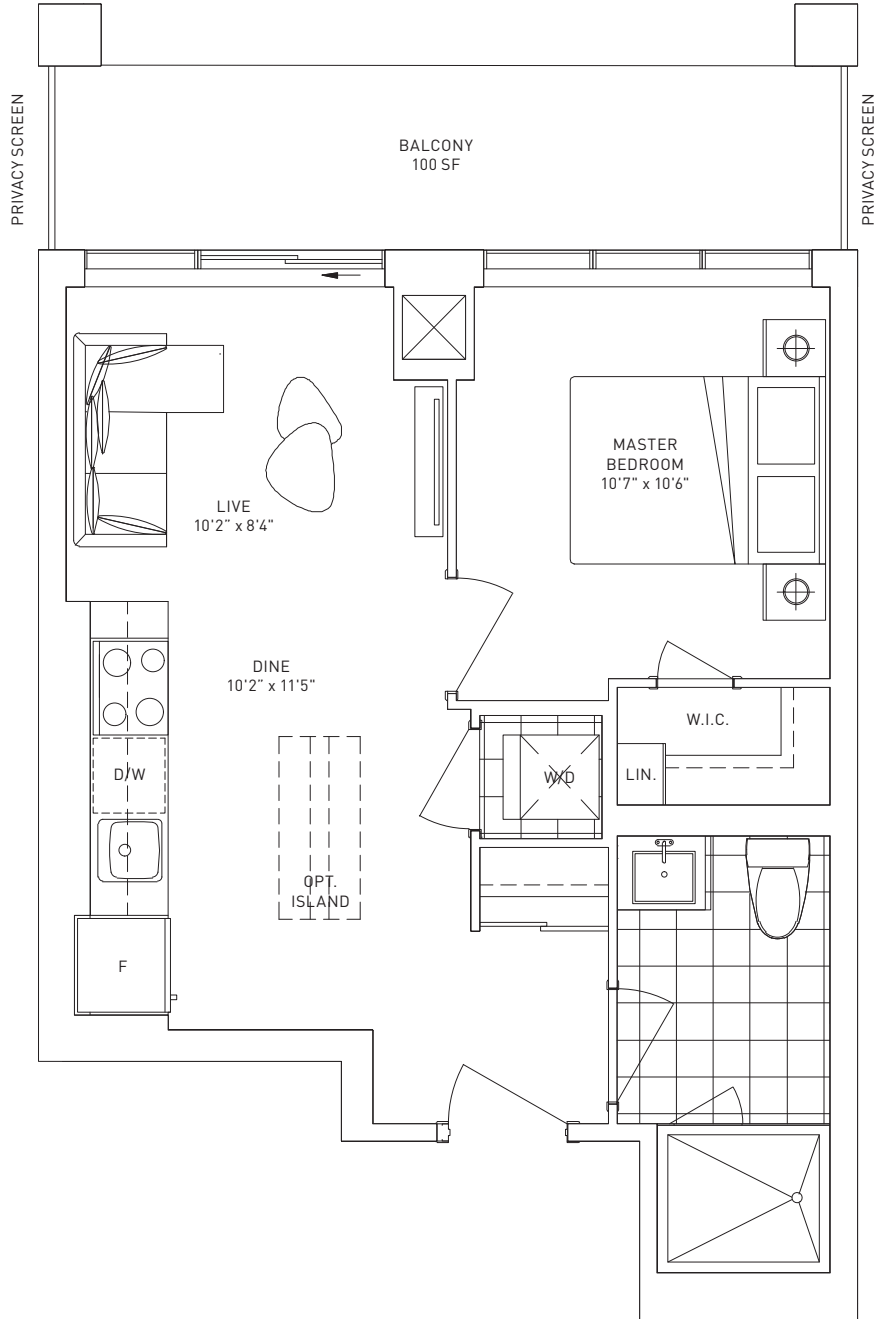 PRIVACY SCREEN
BALCONY
100 SF
PRIVACY SCREEN
MASTER
BEDROOM
10'7" x 10'6"
LIVE
10'2" x 8'4"
DINE
10'2" x 11'5"
W.I.C.
D/W
W/D
LIN.
OPT.
ISLAND
F